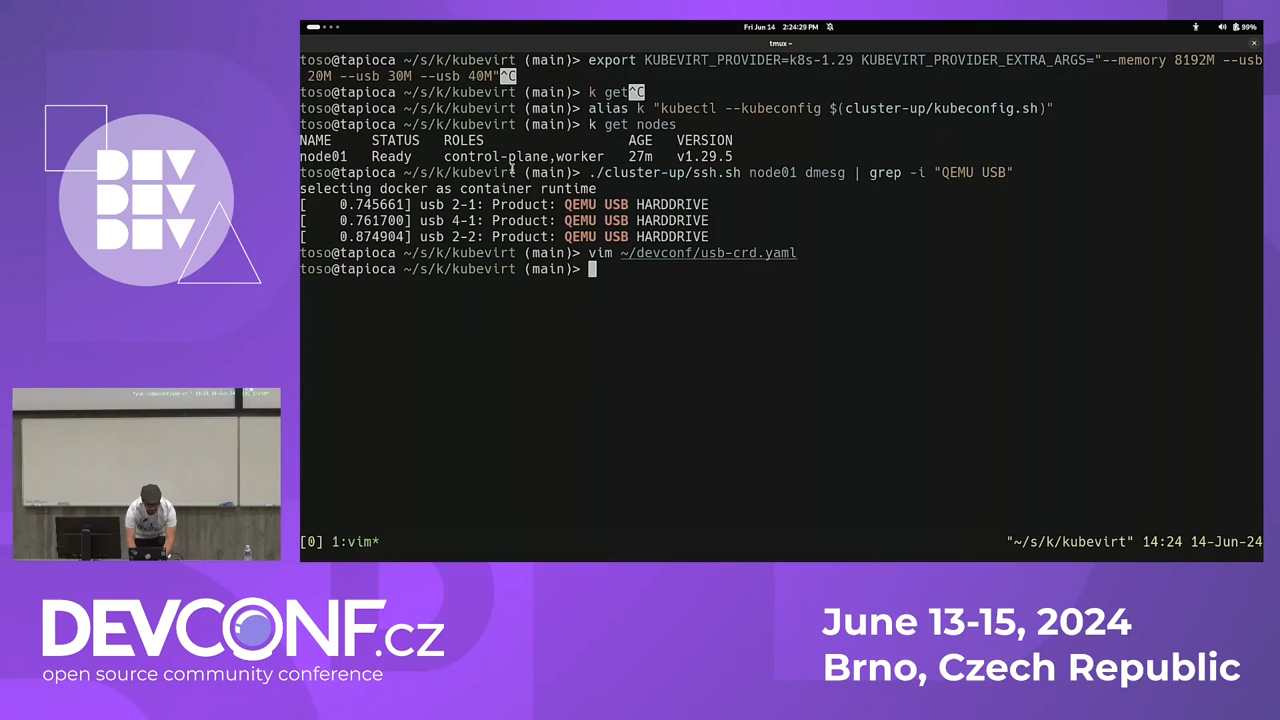 Fri Jun 14 2:24:29 PM 99%
tmux ~
toso@tapioca ~/s/k/kubevirt (main)> export KUBEVIRT_PROVIDER=k8s-1.29 KUBEVIRT_PROVIDER_EXTRA_ARGS="--memory 8192M --usb
20M --usb 30M --usb 40M"^C
toso@tapioca ~/s/k/kubevirt (main)> k get^C
toso@tapioca ~/s/k/kubevirt (main)> alias k "kubectl --kubeconfig $(cluster-up/kubeconfig.sh)"
toso@tapioca ~/s/k/kubevirt (main)> k get nodes
NAME STATUS ROLES AGE VERSION
node01 Ready control-plane,worker 27m v1.29.5
toso@tapioca ~/s/k/kubevirt (main)> ./cluster-up/ssh.sh node01 dmesg | grep -i "QEMU USB"
selecting docker as container runtime
[ 0.745661] usb 2-1: Product: QEMU USB HARDDRIVE
[ 0.761700] usb 4-1: Product: QEMU USB HARDDRIVE
[ 0.874904] usb 2-2: Product: QEMU USB HARDDRIVE
toso@tapioca ~/s/k/kubevirt (main)> vim ~/devconf/usb-crd.yaml
toso@tapioca ~/s/k/kubevirt (main)>
[0] 1:vim* "~/s/k/kubevirt" 14:24 14-Jun-24
DEV
DEV
DEV
DEVCONF.cz
open source community conference
June 13-15, 2024
Brno, Czech Republic